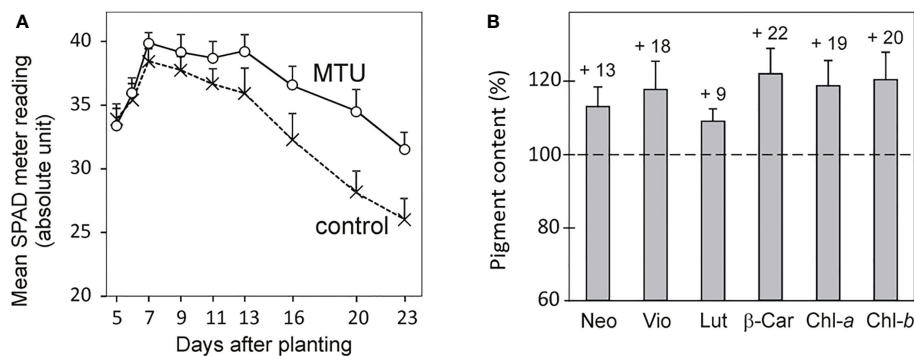 A
Mean SPAD meter reading
(absolute unit)
40
35
30
25
20
MTU
control
5 6 7 9 11 13 16 20 23
Days after planting
B
Pigment content (%)
120
100
80
60
+ 13
+ 18
+ 9
+ 22
+ 19
+ 20
Neo Vio Lut β-Car Chl-a Chl-b